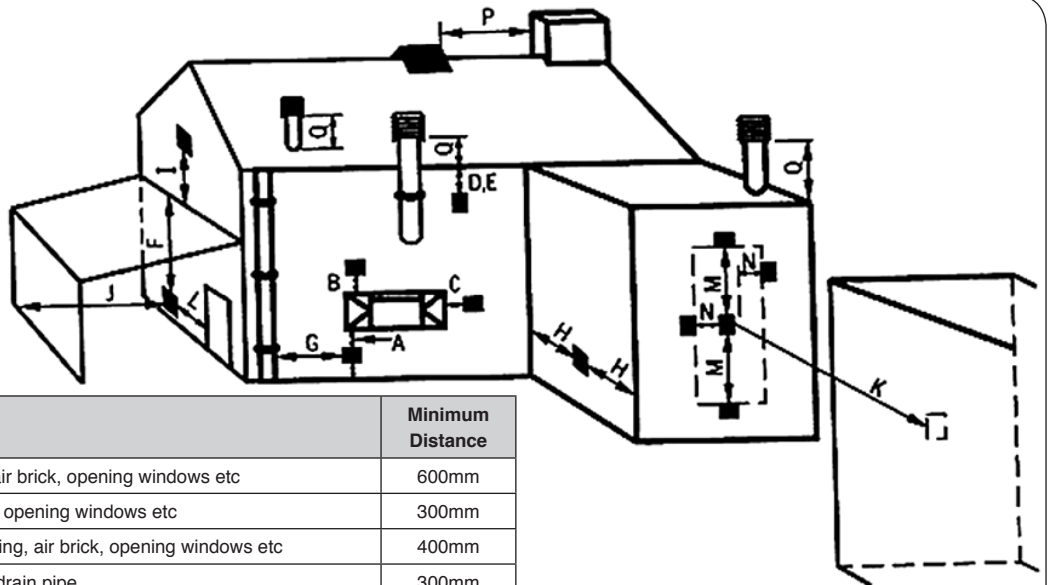 P
Q
Q
Q
I
D,E
F
B
C
M
N
J
L
N
G
A
H
H
M
K
Minimum
Distance
air brick, opening windows etc 600mm
opening windows etc 300mm
ing, air brick, opening windows etc 400mm
drain pipe 300mm